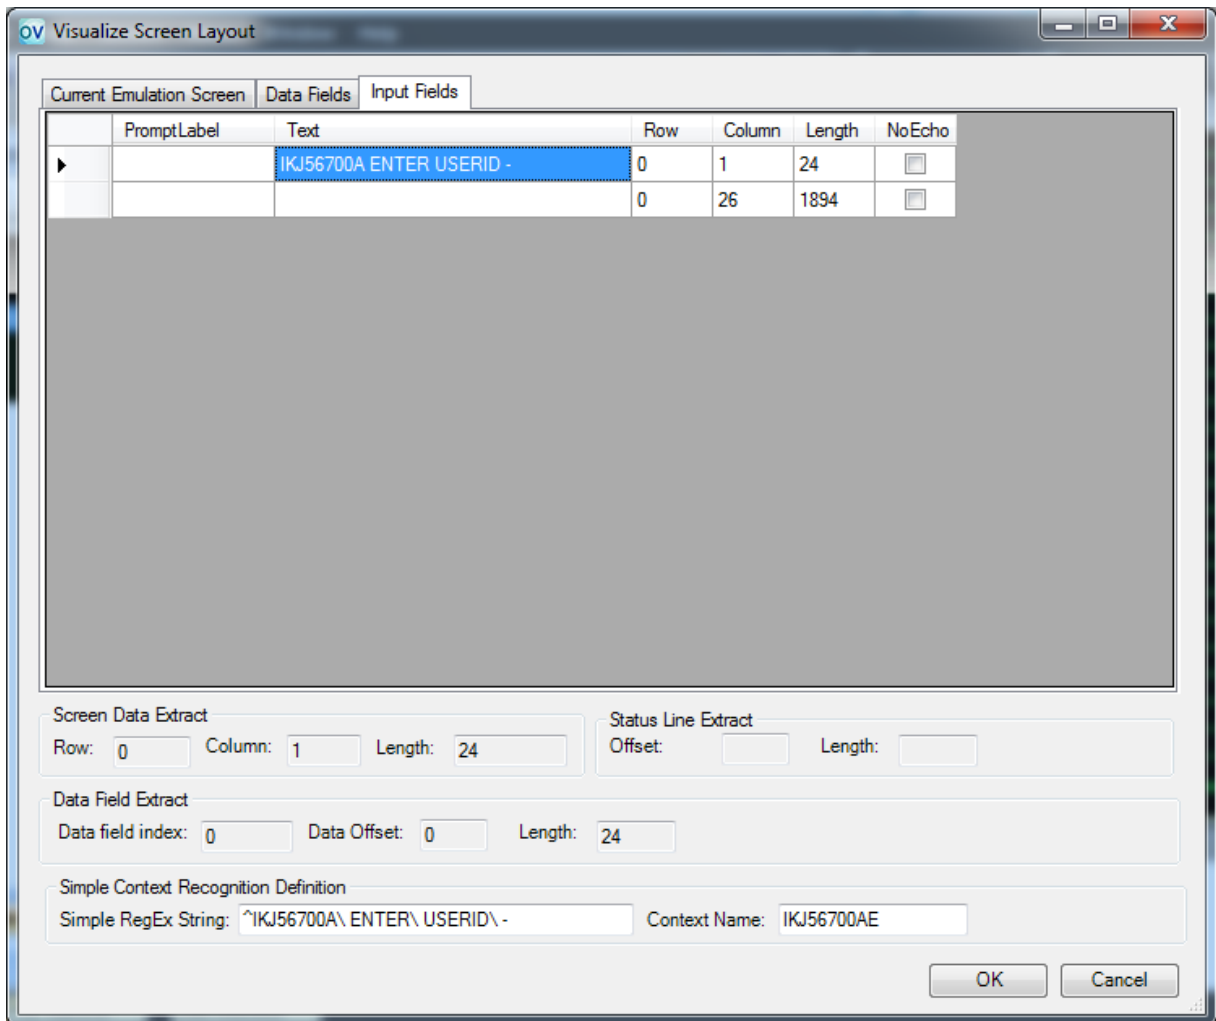 OV Visualize Screen Layout
Current Emulation Screen Data Fields Input Fields
PromptLabel Text Row Column Length NoEcho
IKJ56700A ENTER USERID - 0 1 24
0 26 1894
Screen Data Extract Status Line Extract
Row: 0 Column: 1 Length: 24 Offset: Length:
Data Field Extract
Data field index: 0 Data Offset: 0 Length: 24
Simple Context Recognition Definition
Simple RegEx String: ^IKJ56700A\ ENTER\ USERID\ - Context Name: IKJ56700AE
OK Cancel